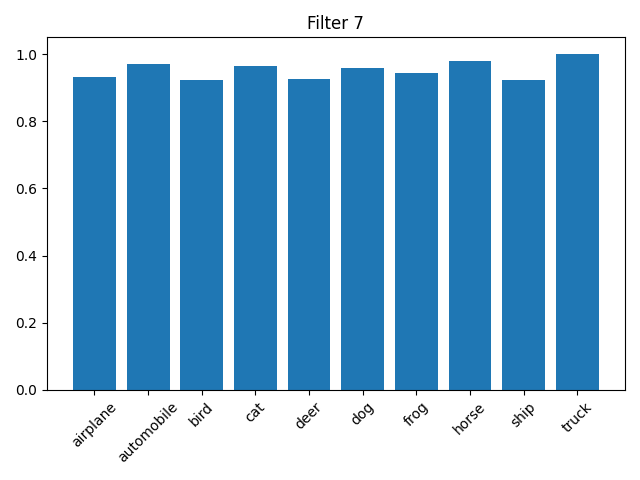 Filter 7
1.0
0.8
0.6
0.4
0.2
0.0
airplane
automobile
bird
cat
deer
dog
frog
horse
ship
truck